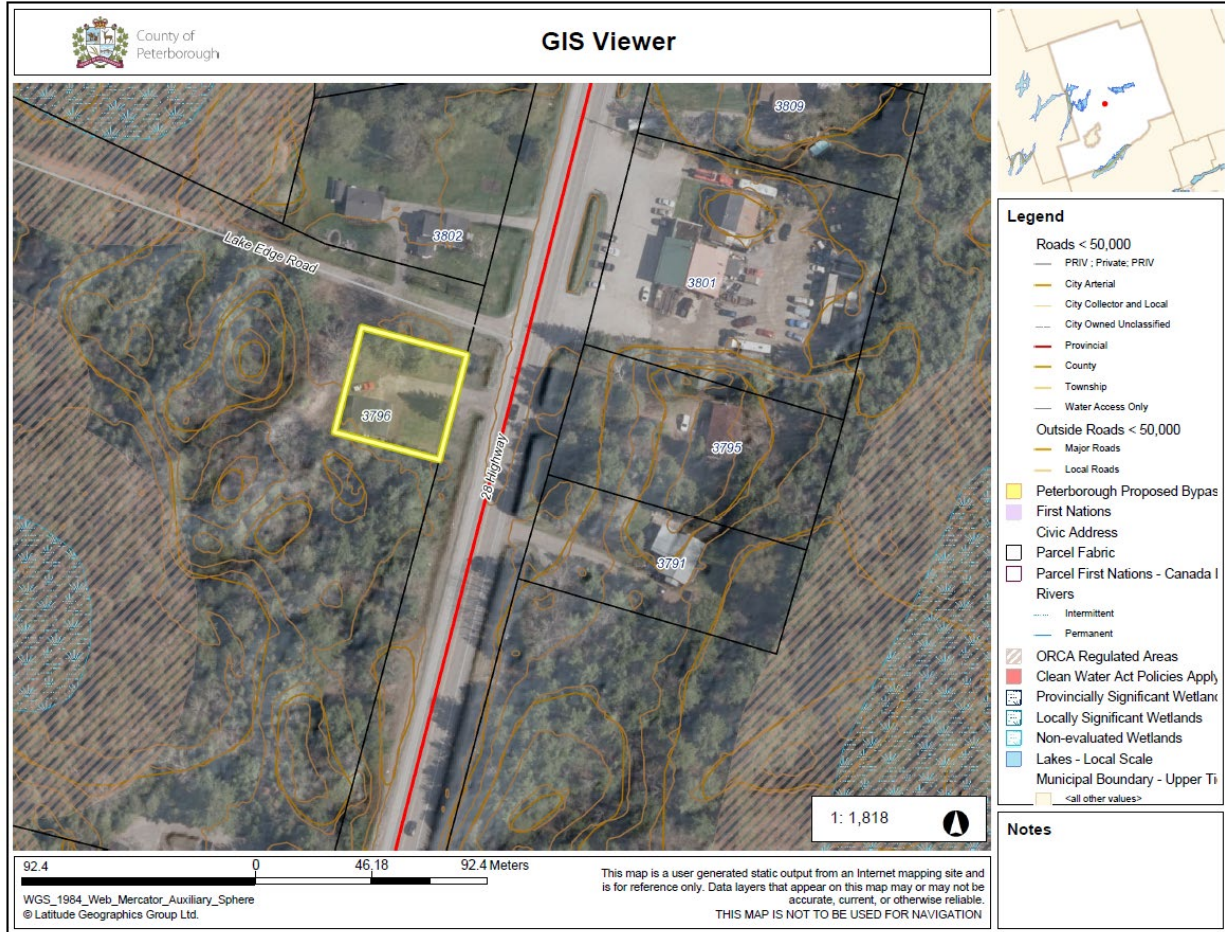 County of
Peterborough
GIS Viewer
3809
3802
Lake Edge Road
3801
3796
28 Highway
3795
3791
1: 1,818
Legend
Roads < 50,000
PRIV ; Private; PRIV
City Arterial
City Collector and Local
City Owned Unclassified
Provincial
County
Township
Water Access Only
Outside Roads < 50,000
Major Roads
Local Roads
Peterborough Proposed Bypas
First Nations
Civic Address
Parcel Fabric
Parcel First Nations - Canada L
Rivers
Intermittent
Permanent
ORCA Regulated Areas
Clean Water Act Policies Apply
Provincially Significant Wetland
Locally Significant Wetlands
Non-evaluated Wetlands
Lakes - Local Scale
Municipal Boundary - Upper Ti
<all other values>
Notes
92.4 0 46.18 92.4 Meters
WGS_1984_Web_Mercator_Auxiliary_Sphere
© Latitude Geographics Group Ltd.
This map is a user generated static output from an Internet mapping site and
is for reference only. Data layers that appear on this map may or may not be
accurate, current, or otherwise reliable.
THIS MAP IS NOT TO BE USED FOR NAVIGATION